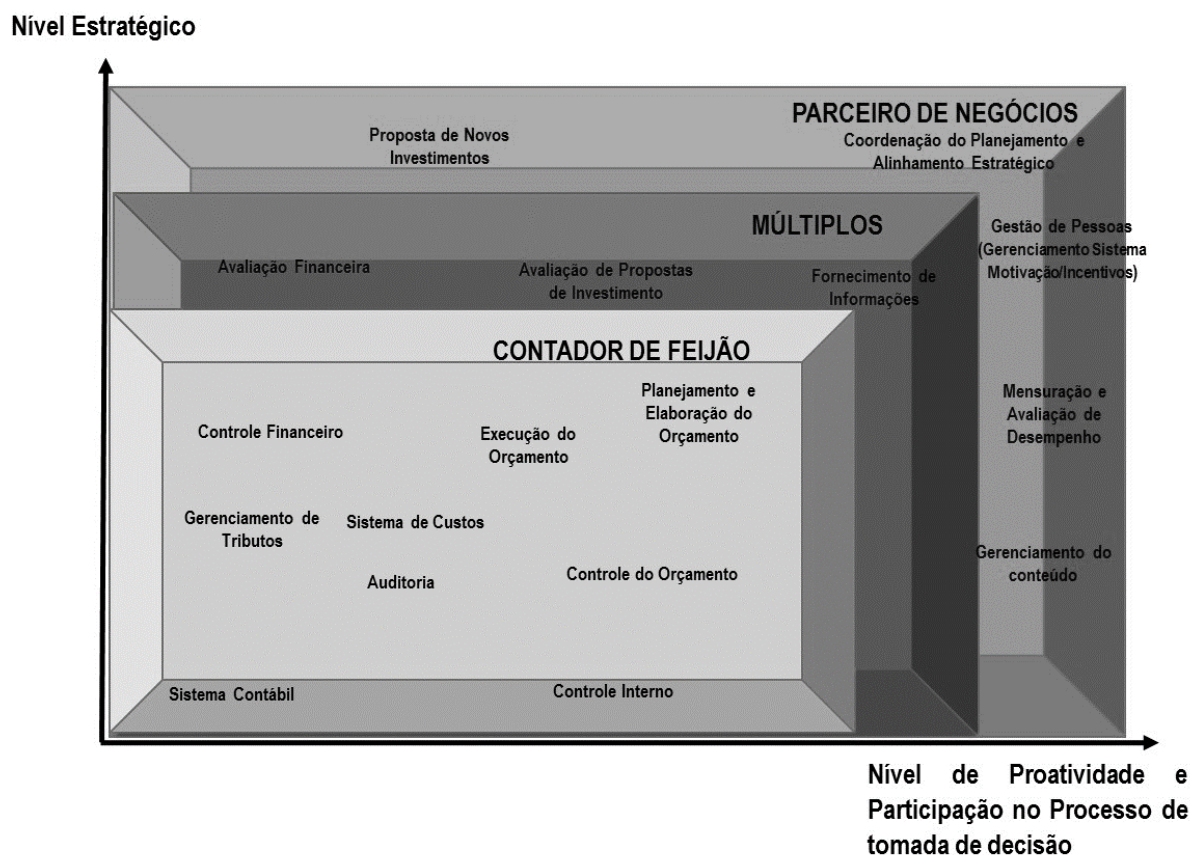 Nível Estratégico
PARCEIRO DE NEGÓCIOS
Proposta de Novos
Investimentos
Coordenação do Planejamento e
Alinhamento Estratégico
MÚLTIPLOS
Gestão de Pessoas
(Gerenciamento Sistema
Motivação/Incentivos)
Avaliação Financeira
Avaliação de Propostas
de Investimento
Fornecimento de
Informações
CONTADOR DE FEIJÃO
Planejamento e
Elaboração do
Orçamento
Mensuração e
Avaliação de
Desempenho
Controle Financeiro
Execução do
Orçamento
Gerenciamento de
Tributos
Sistema de Custos
Auditoria
Controle do Orçamento
Gerenciamento do
conteúdo
Sistema Contábil
Controle Interno
Nível de Proatividade e
Participação no Processo de
tomada de decisão